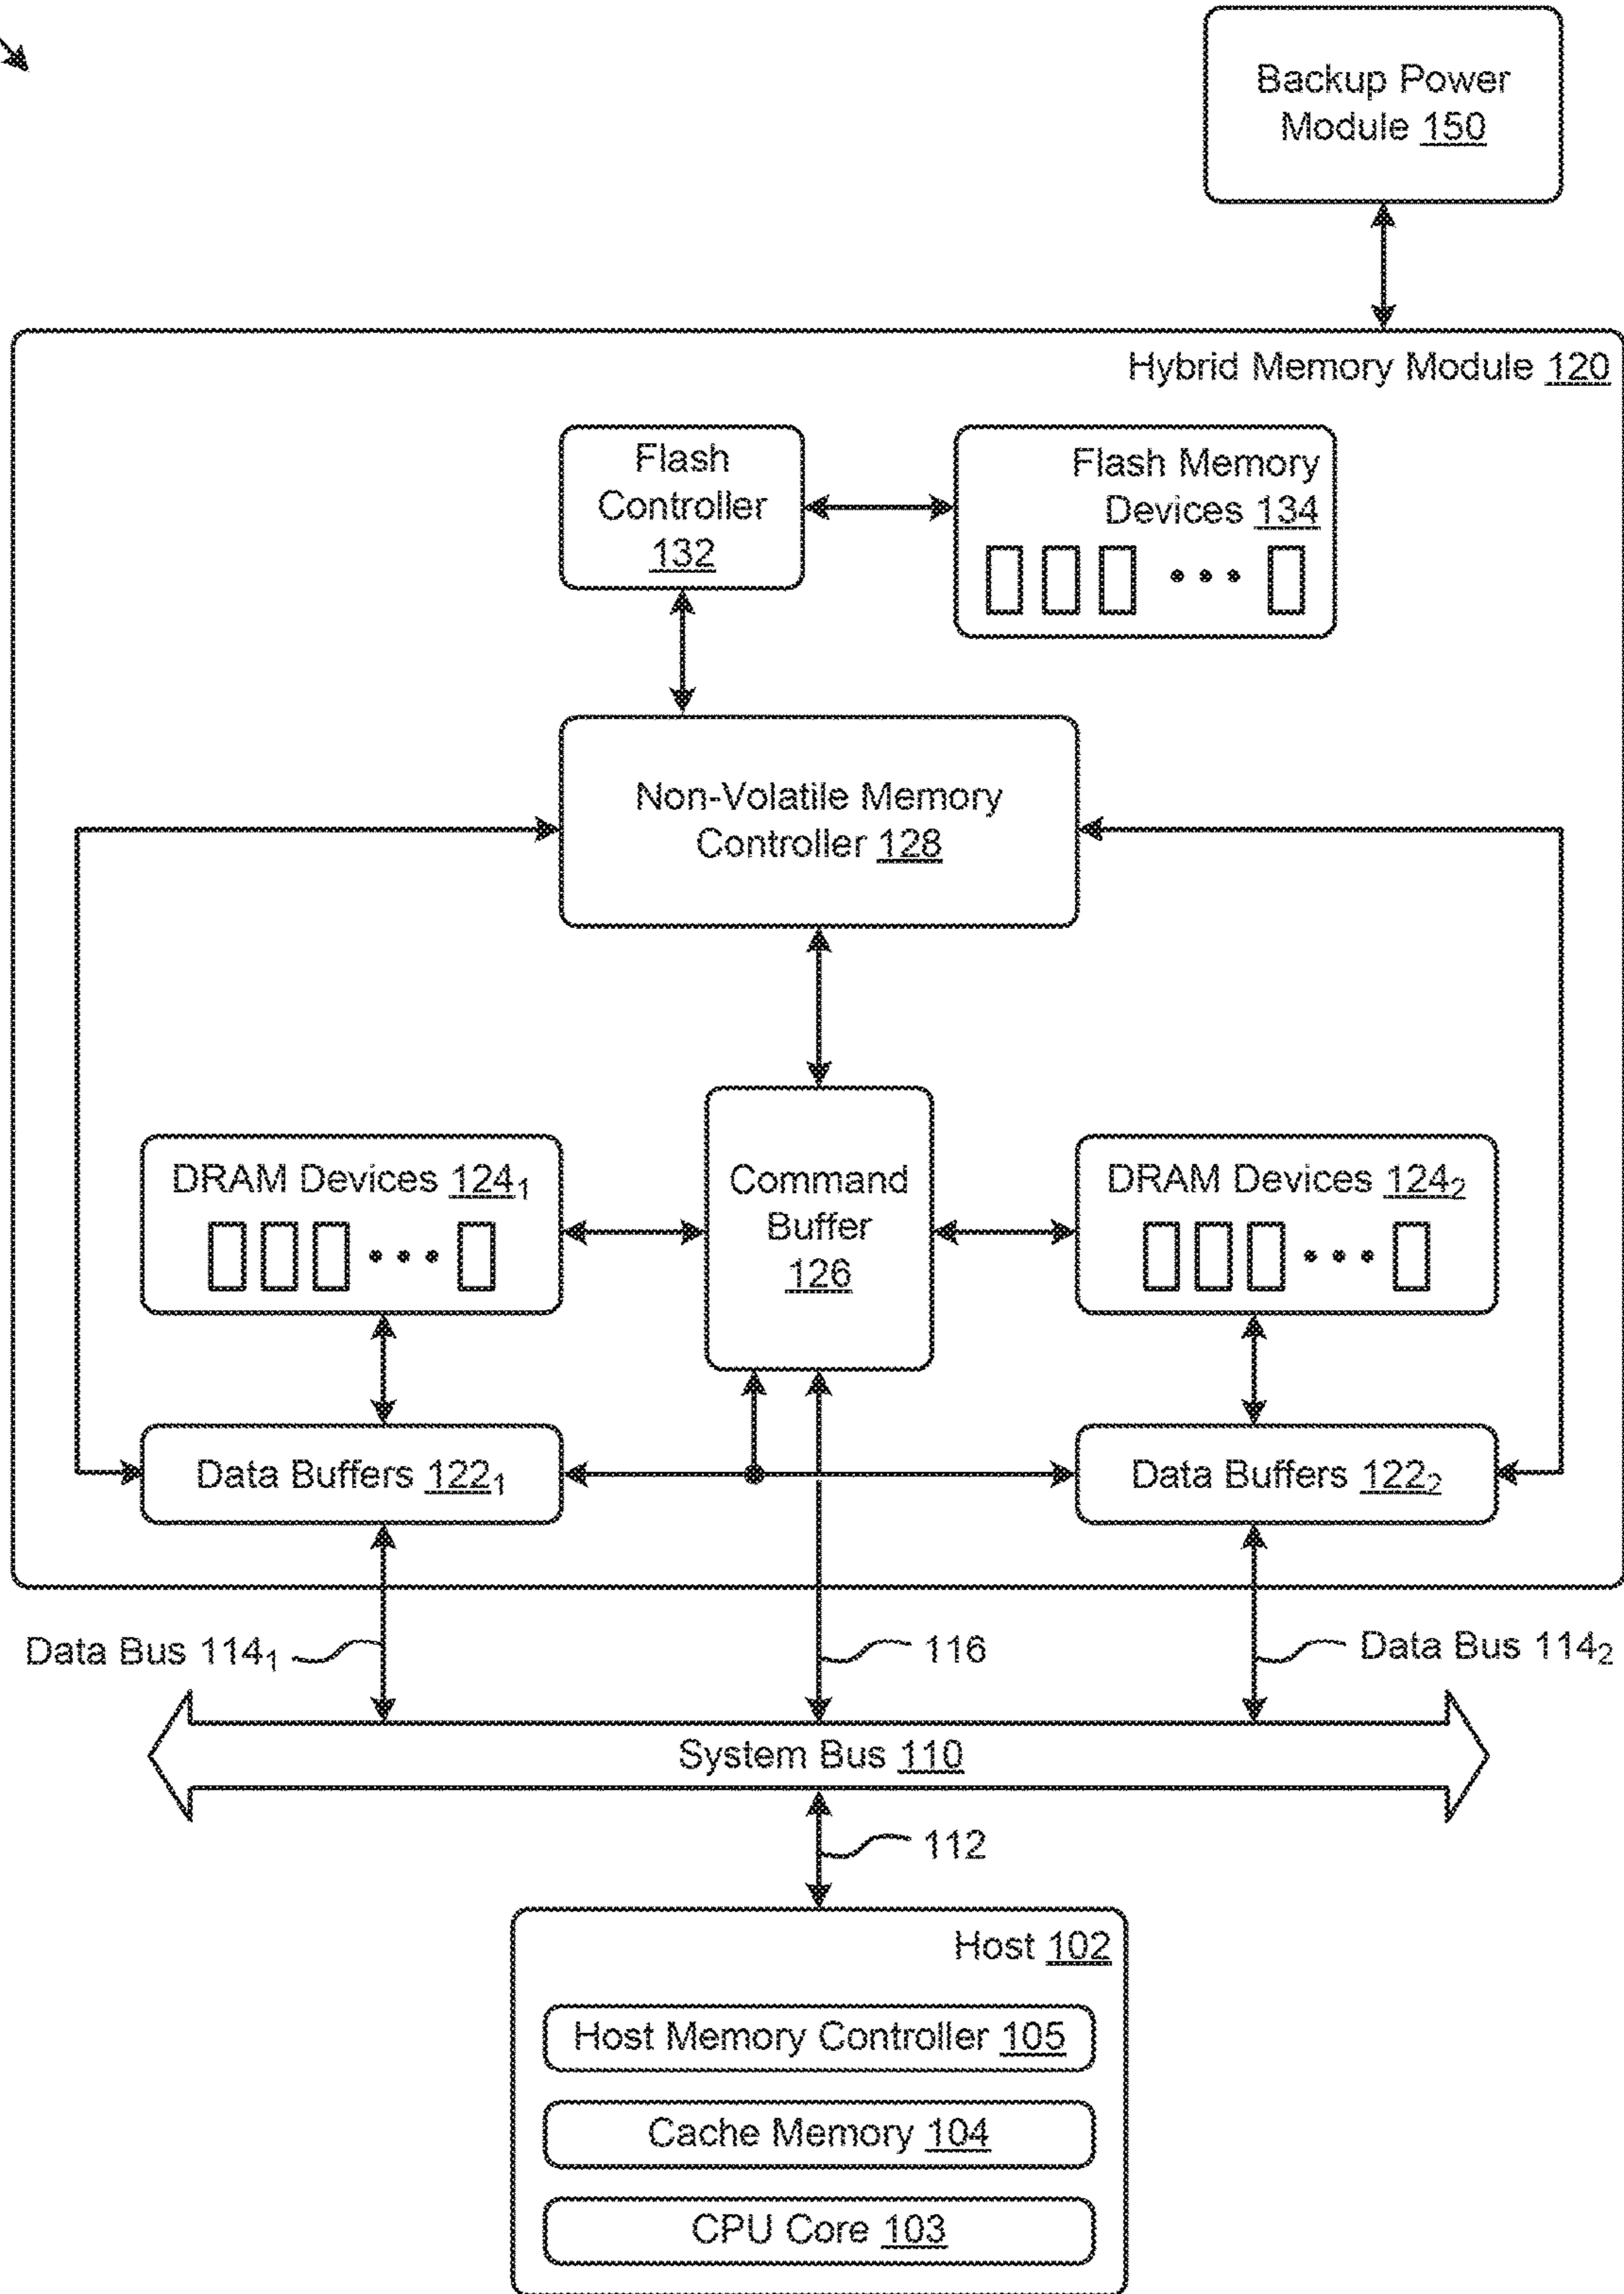 Backup Power
Module 150
Hybrid Memory Module 120
Flash
Controller
132
Flash Memory
Devices 134
Non-Volatile Memory
Controller 128
DRAM Devices 124₁
Command
Buffer
126
DRAM Devices 124₂
Data Buffers 122₁
Data Buffers 122₂
Data Bus 114₁
116
Data Bus 114₂
System Bus 110
112
Host 102
Host Memory Controller 105
Cache Memory 104
CPU Core 103